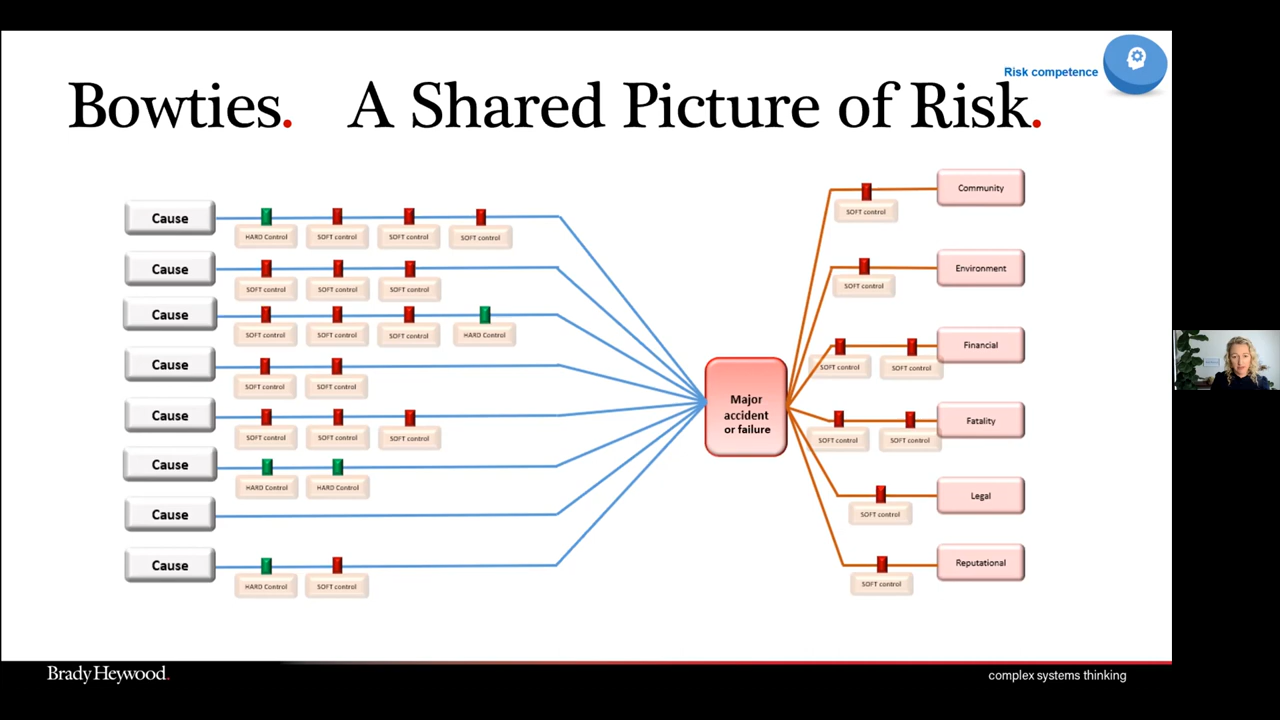 Risk competence
Bowties. A Shared Picture of Risk.
Cause
HARD Control
SOFT control
SOFT control
SOFT control
Cause
SOFT control
SOFT control
SOFT control
Cause
SOFT control
SOFT control
SOFT control
HARD Control
Cause
SOFT control
SOFT control
Cause
SOFT control
SOFT control
SOFT control
Cause
HARD Control
HARD Control
Cause
Cause
HARD Control
SOFT control
Major
accident
or failure
SOFT control
Community
SOFT control
Environment
SOFT control
SOFT control
Financial
SOFT control
SOFT control
Fatality
SOFT control
Legal
SOFT control
Reputational
Brady Heywood.
complex systems thinking